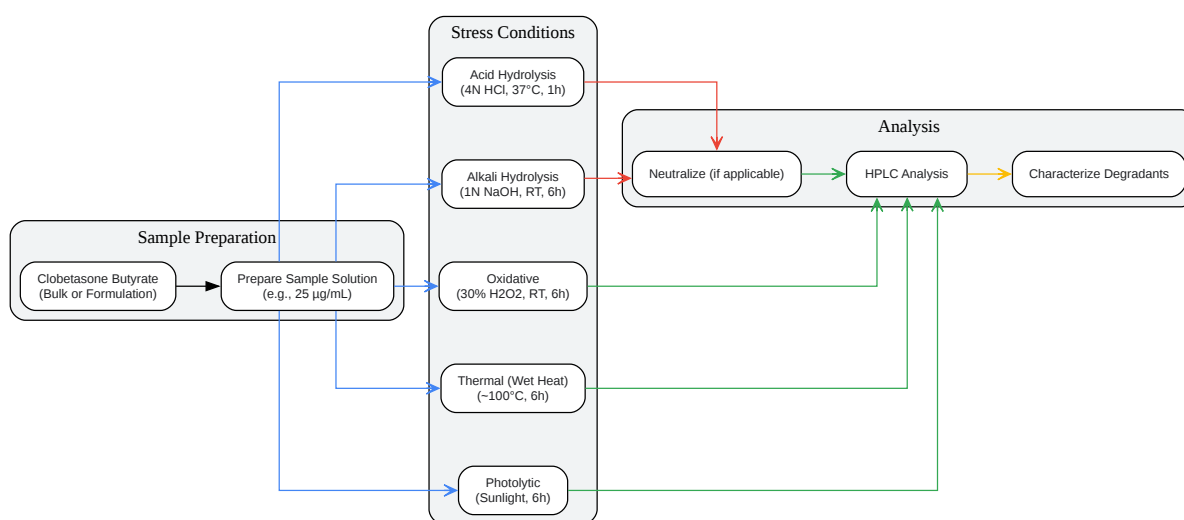 Sample Preparation
Clobetasone Butyrate
(Bulk or Formulation)
Prepare Sample Solution
(e.g., 25 µg/mL)
Stress Conditions
Acid Hydrolysis
(4N HCl, 37°C, 1h)
Alkali Hydrolysis
(1N NaOH, RT, 6h)
Oxidative
(30% H2O2, RT, 6h)
Thermal (Wet Heat)
(~100°C, 6h)
Photolytic
(Sunlight, 6h)
Analysis
Neutralize (if applicable)
HPLC Analysis
Characterize Degradants